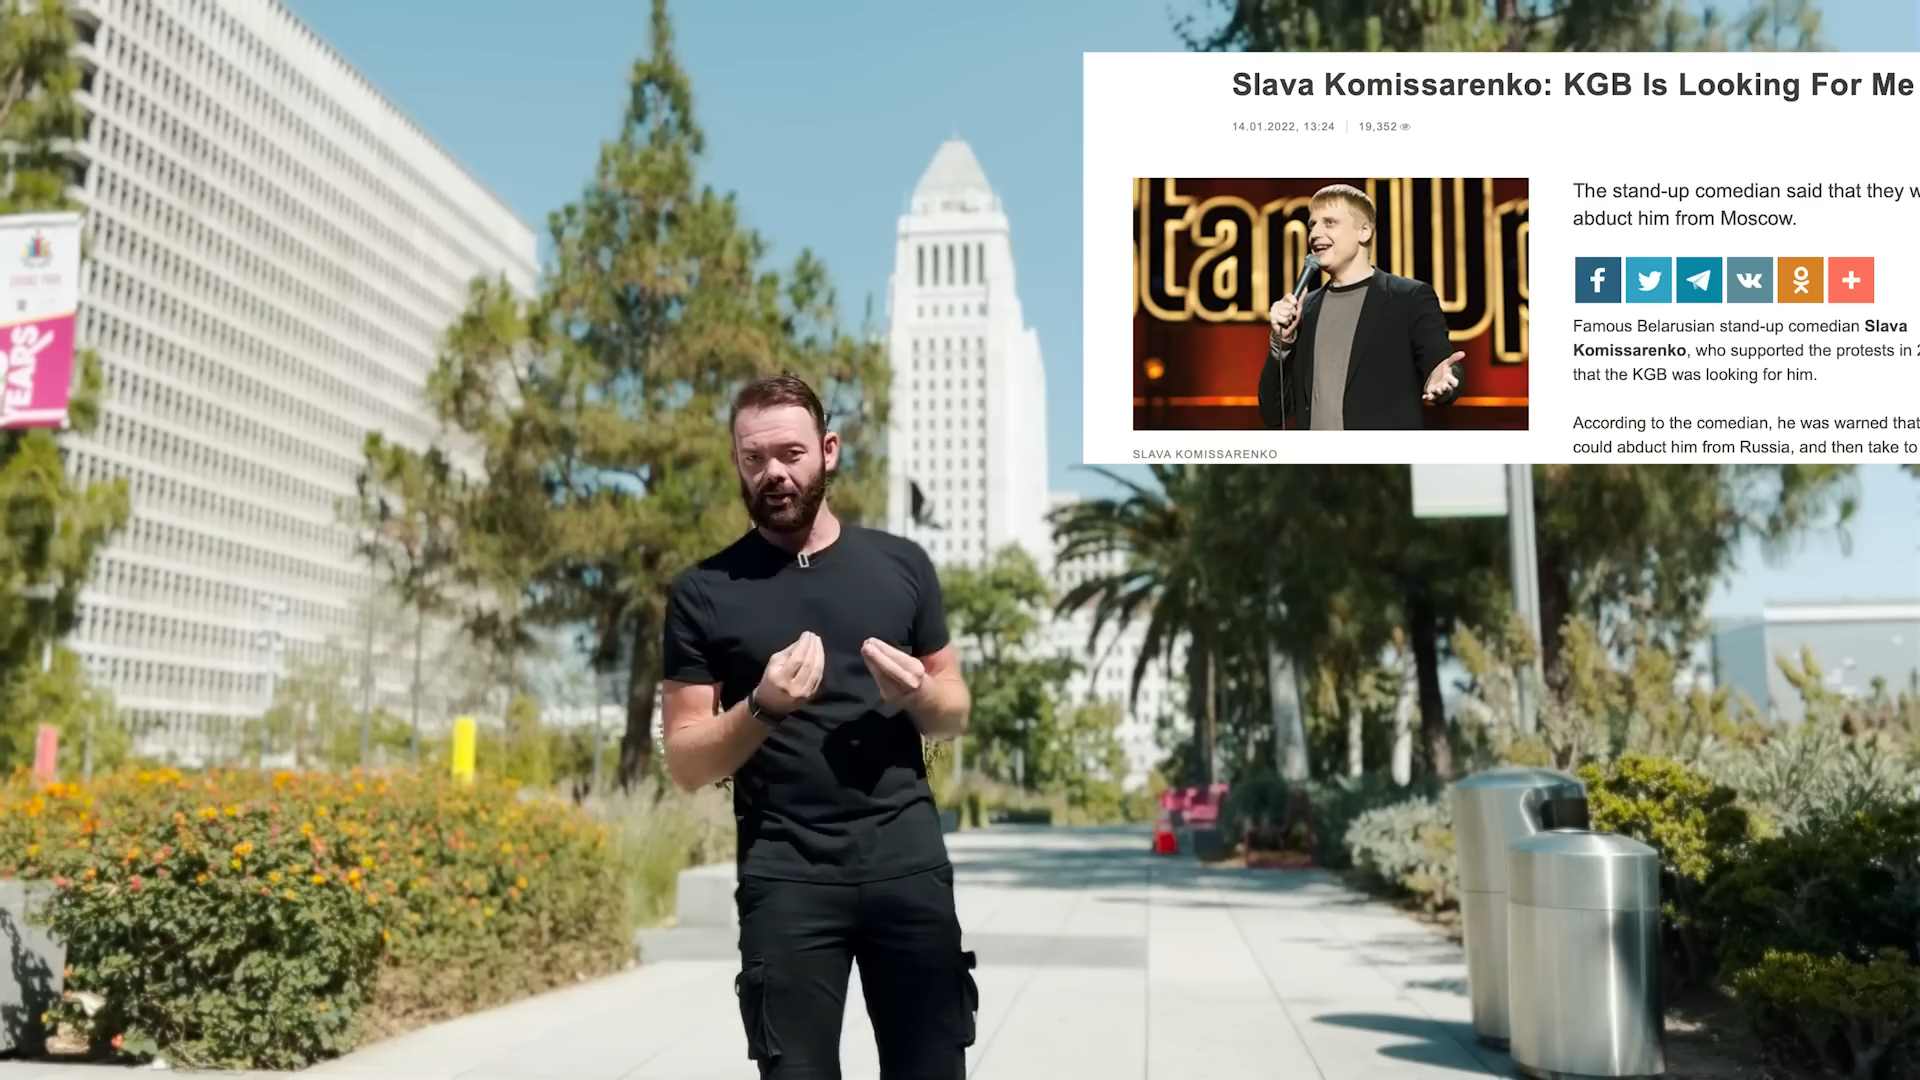 Slava Komissarenko: KGB Is Looking For Me
14.01.2022, 13:24 19,352
The stand-up comedian said that they w
abduct him from Moscow.
Famous Belarusian stand-up comedian Slava
Komissarenko, who supported the protests in 2
that the KGB was looking for him.
According to the comedian, he was warned that
could abduct him from Russia, and then take to
SLAVA KOMISSARENKO
tandUp
YEARS